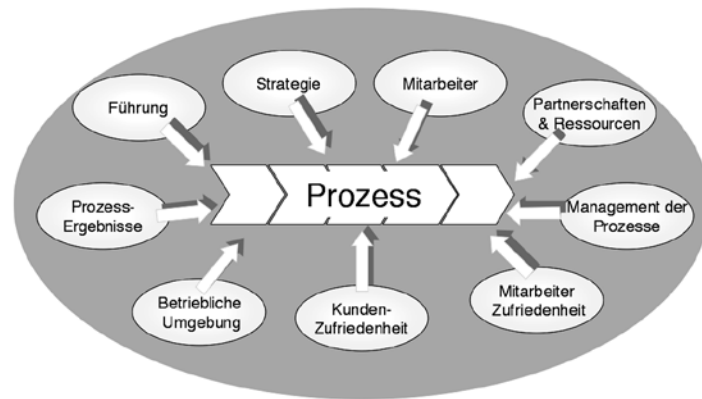 Strategie
Mitarbeiter
Führung
Partnerschaften
& Ressourcen
Prozess
Prozess-
Ergebnisse
Management der
Prozesse
Betriebliche
Umgebung
Kunden-
Zufriedenheit
Mitarbeiter
Zufriedenheit